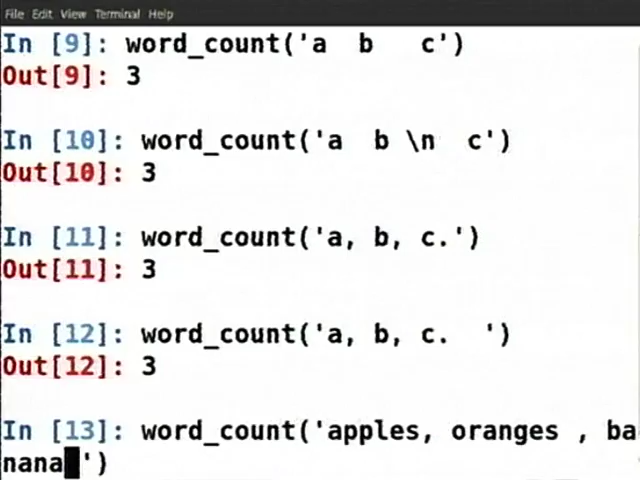 File Edit View Terminal Help
In [9]: word_count('a  b   c')
Out[9]: 3
In [10]: word_count('a  b \n  c')
Out[10]: 3
In [11]: word_count('a, b, c.')
Out[11]: 3
In [12]: word_count('a, b, c.  ')
Out[12]: 3
In [13]: word_count('apples, oranges , ba
nana ')